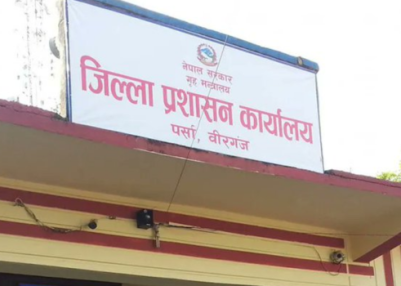 नेपाल सरकार
गृह मन्त्रालय
जिल्ला प्रशासन कार्यालय
पर्सा, वीरगंज